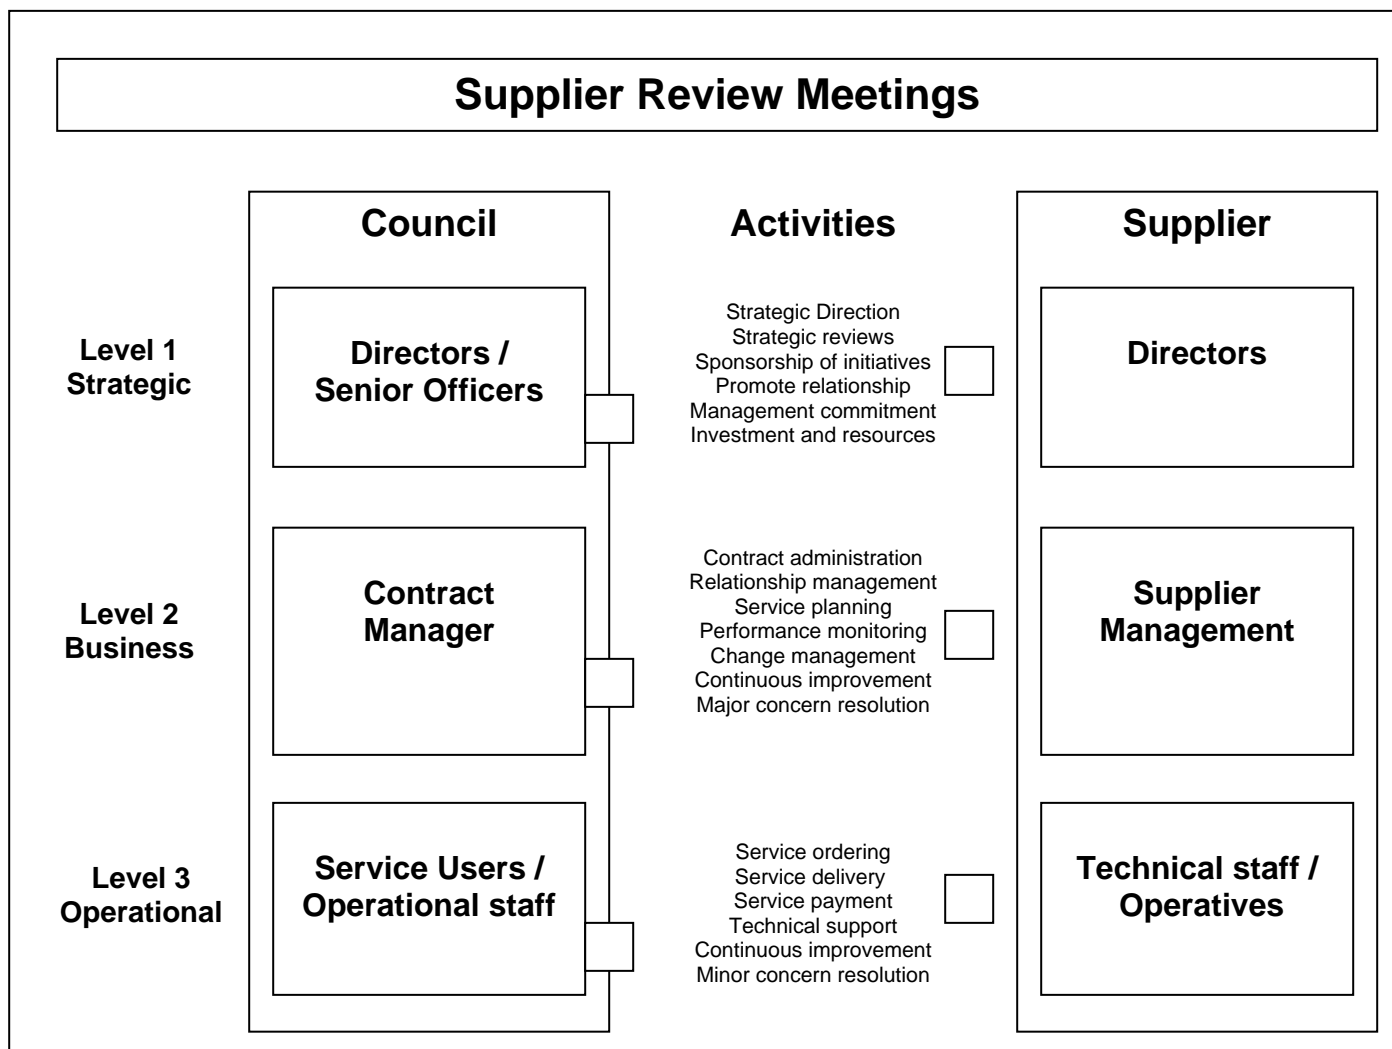 Supplier Review Meetings
Council
Activities
Supplier
Level 1
Strategic
Directors /
Senior Officers
Strategic Direction
Strategic reviews
Sponsorship of initiatives
Promote relationship
Management commitment
Investment and resources
Directors
Level 2
Business
Contract
Manager
Contract administration
Relationship management
Service planning
Performance monitoring
Change management
Continuous improvement
Major concern resolution
Supplier
Management
Level 3
Operational
Service Users /
Operational staff
Service ordering
Service delivery
Service payment
Technical support
Continuous improvement
Minor concern resolution
Technical staff /
Operatives